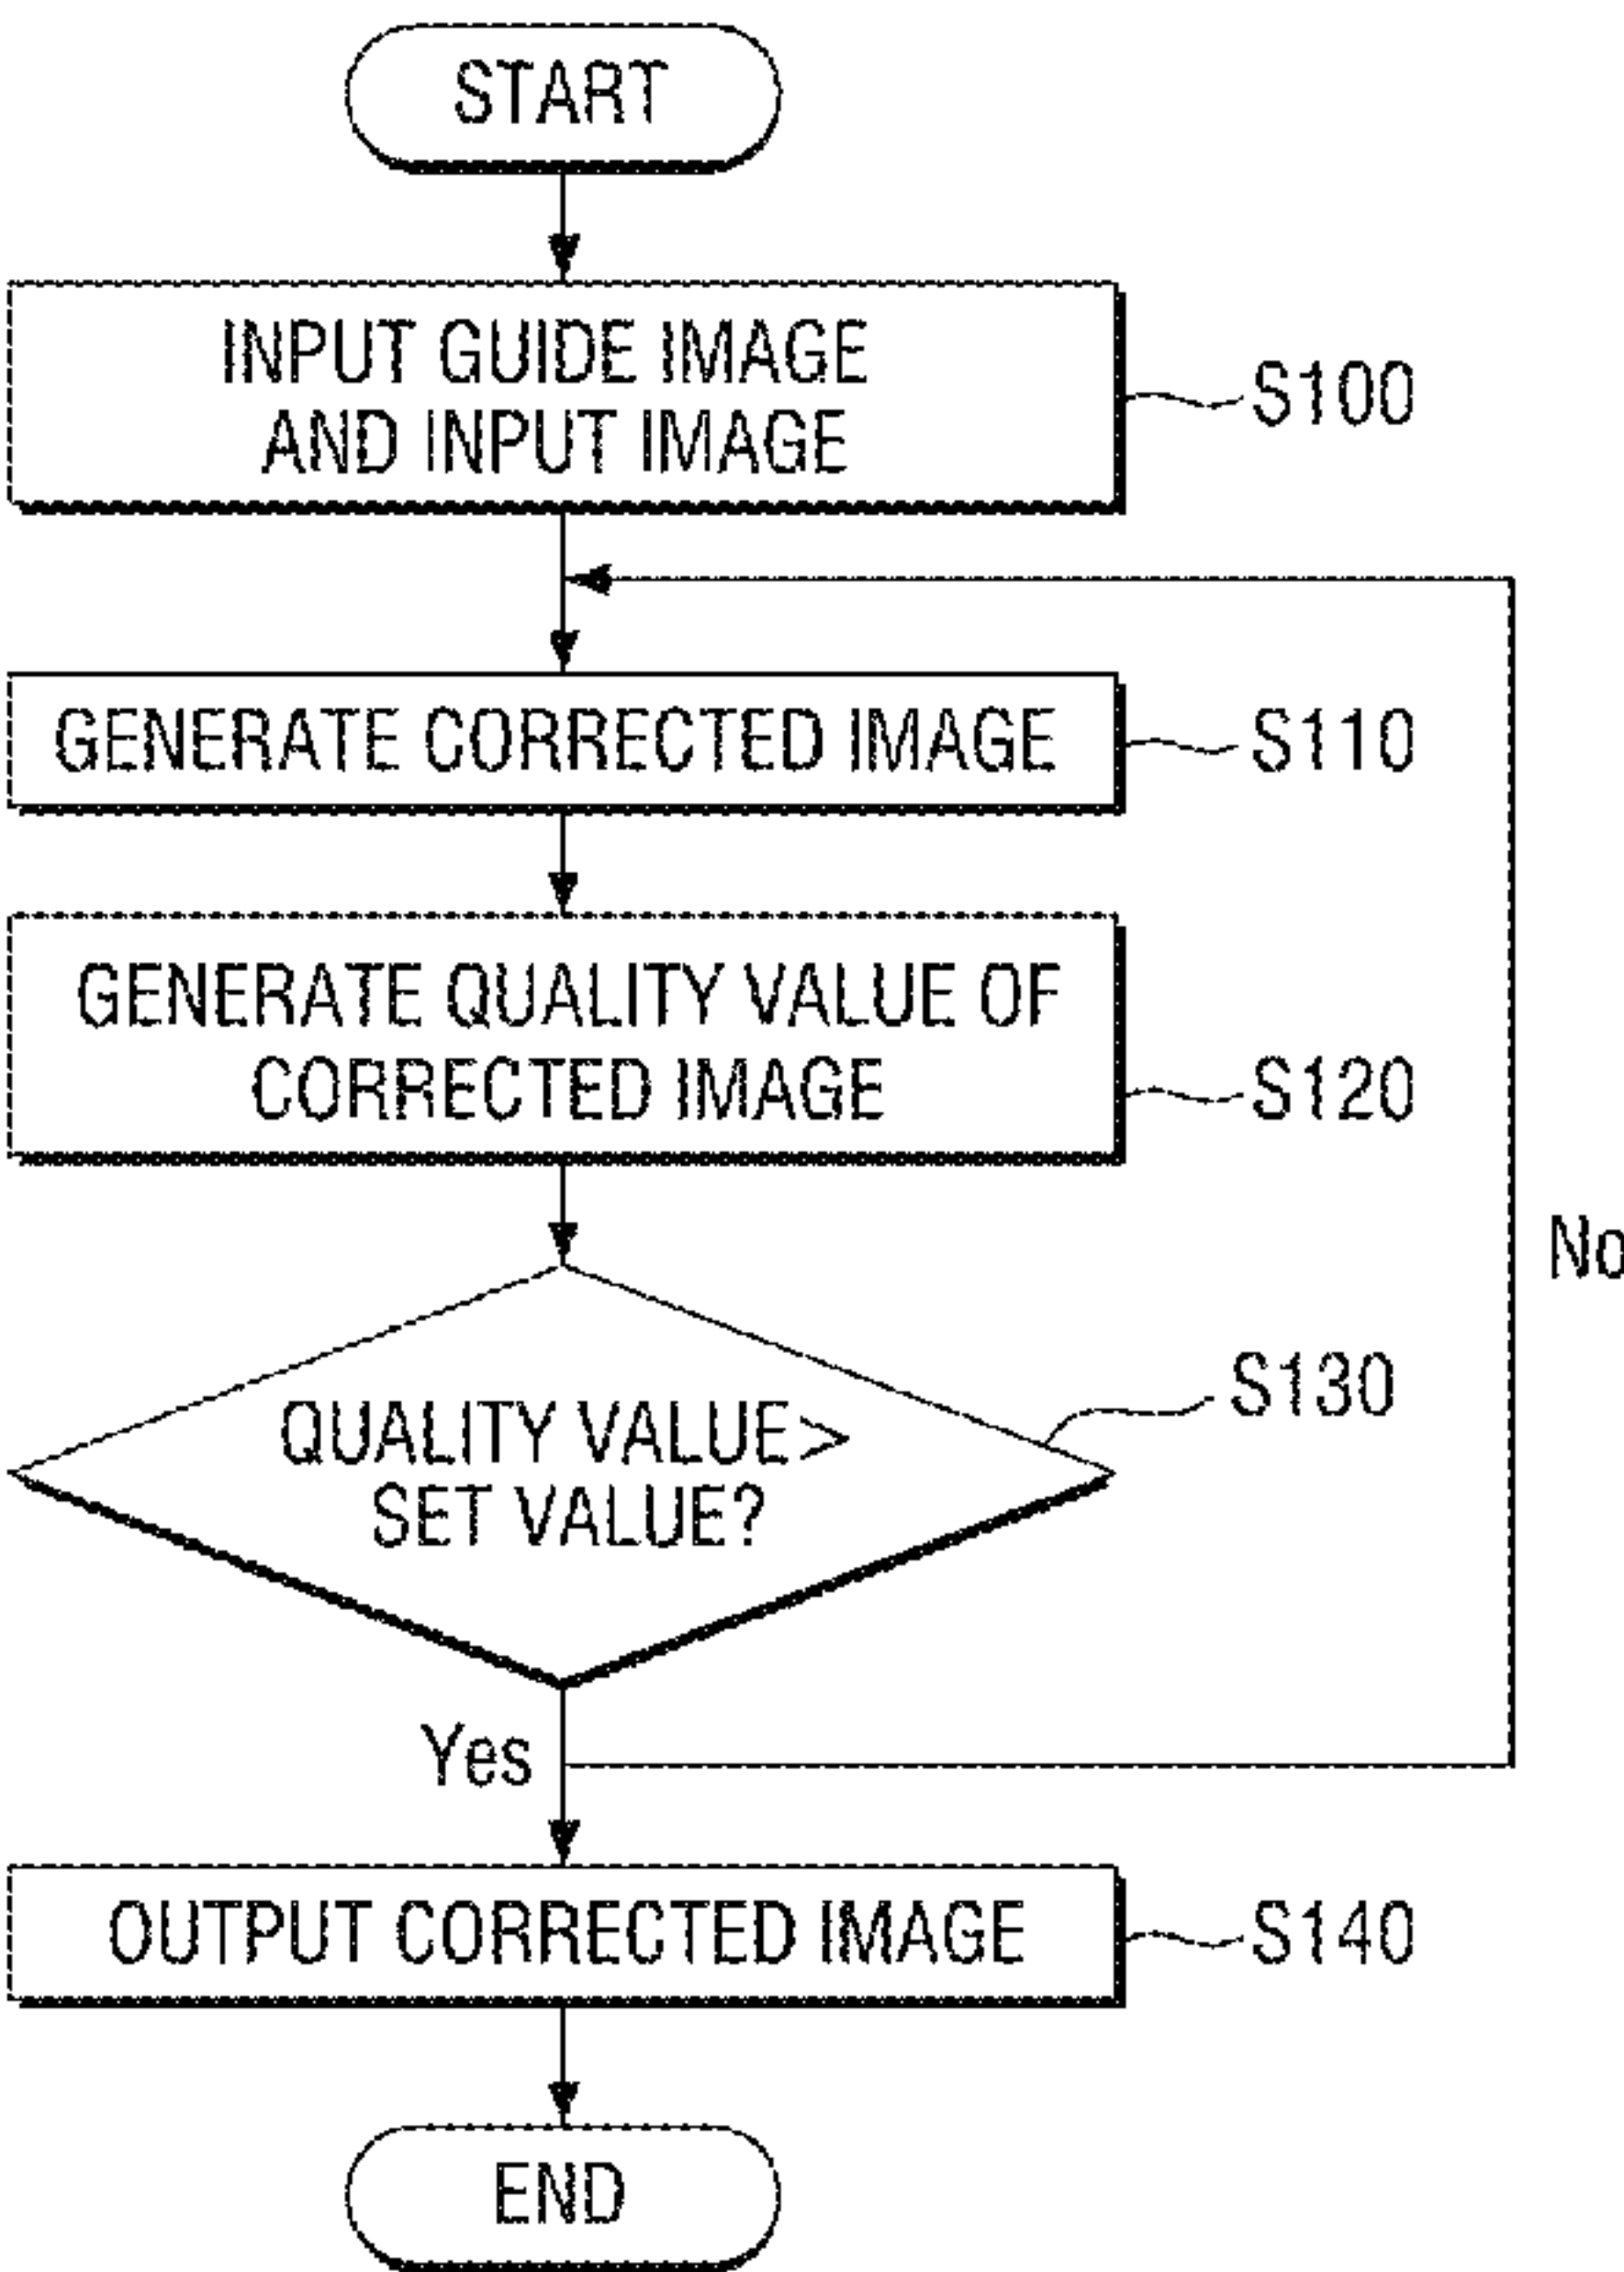 START
INPUT GUIDE IMAGE
AND INPUT IMAGE
S100
GENERATE CORRECTED IMAGE
S110
GENERATE QUALITY VALUE OF
CORRECTED IMAGE
S120
No
QUALITY VALUE>
SET VALUE?
S130
Yes
OUTPUT CORRECTED IMAGE
S140
END